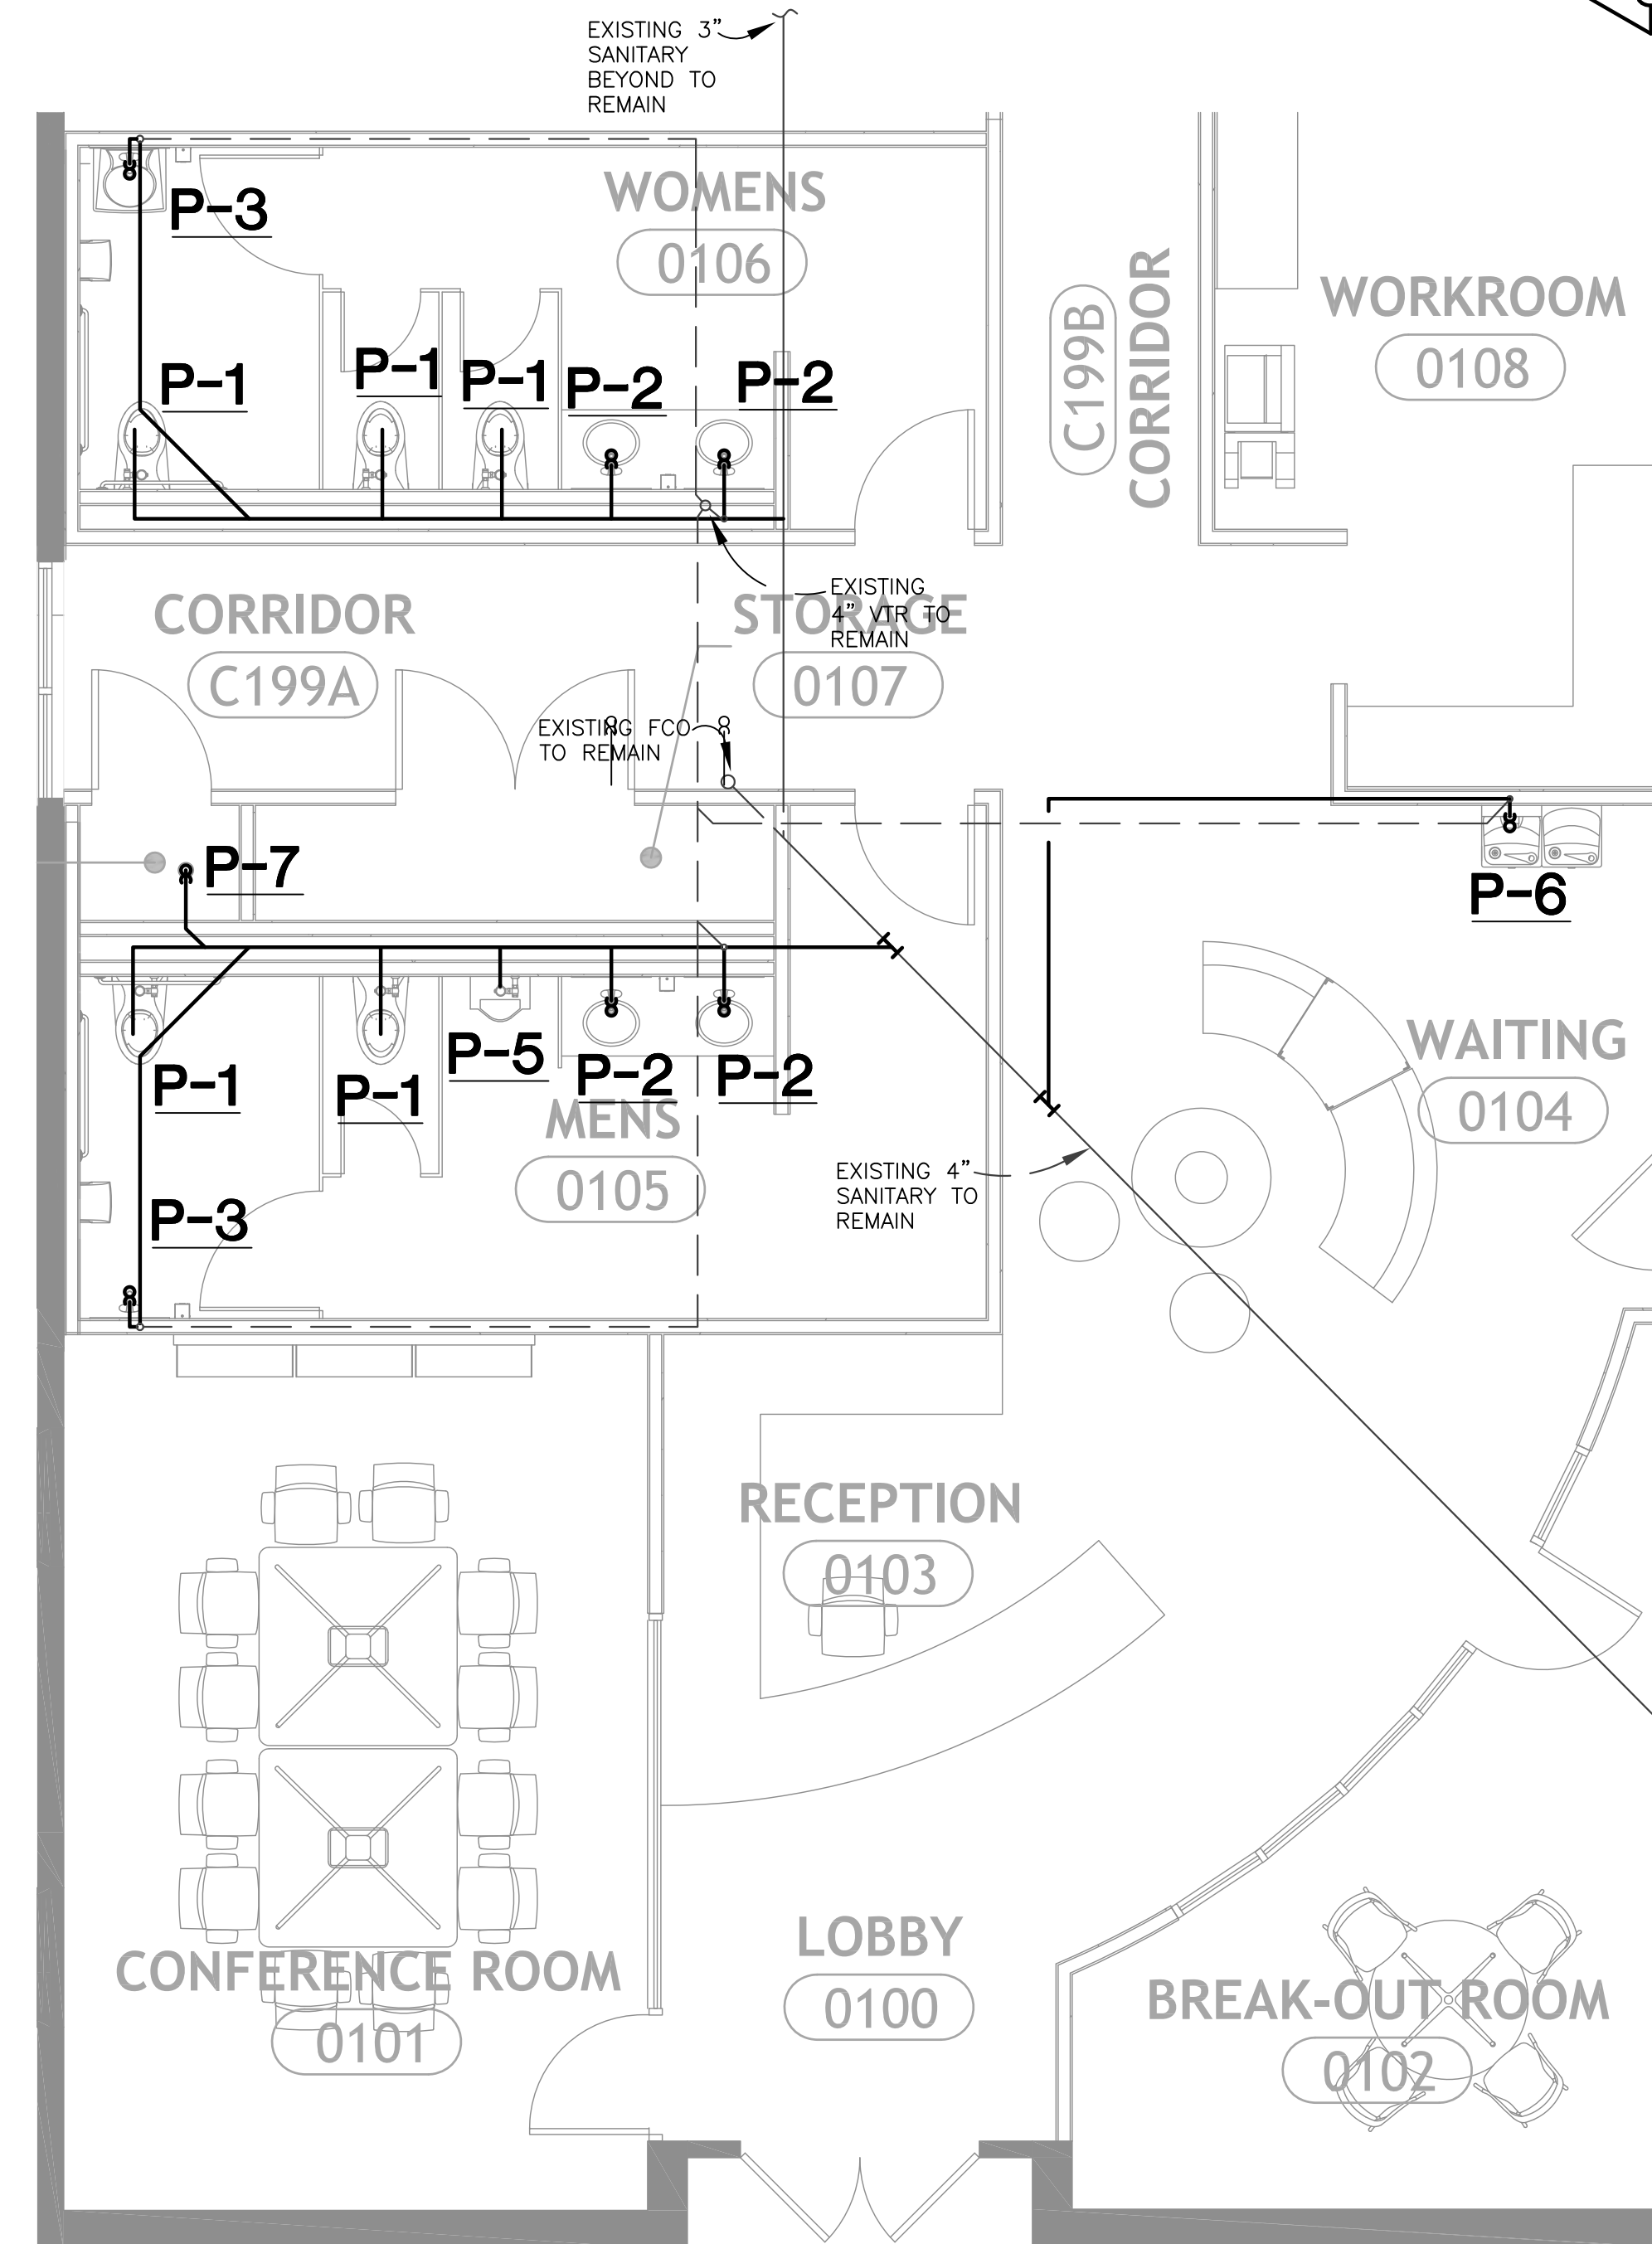 EXISTING 3"
SANITARY
BEYOND TO
REMAIN
P-3
WOMENS
0106
C199B
CORRIDOR
WORKROOM
0108
P-1
P-1
P-1
P-2
P-2
CORRIDOR
C199A
STORAGE
0107
EXISTING
4" VTR TO
REMAIN
EXISTING FCO
TO REMAIN
P-7
P-6
P-1
P-1
P-5
P-2
P-2
MENS
0105
WAITING
0104
P-3
EXISTING 4"
SANITARY TO
REMAIN
RECEPTION
0103
CONFERENCE ROOM
0101
LOBBY
0100
BREAK-OUT ROOM
0102